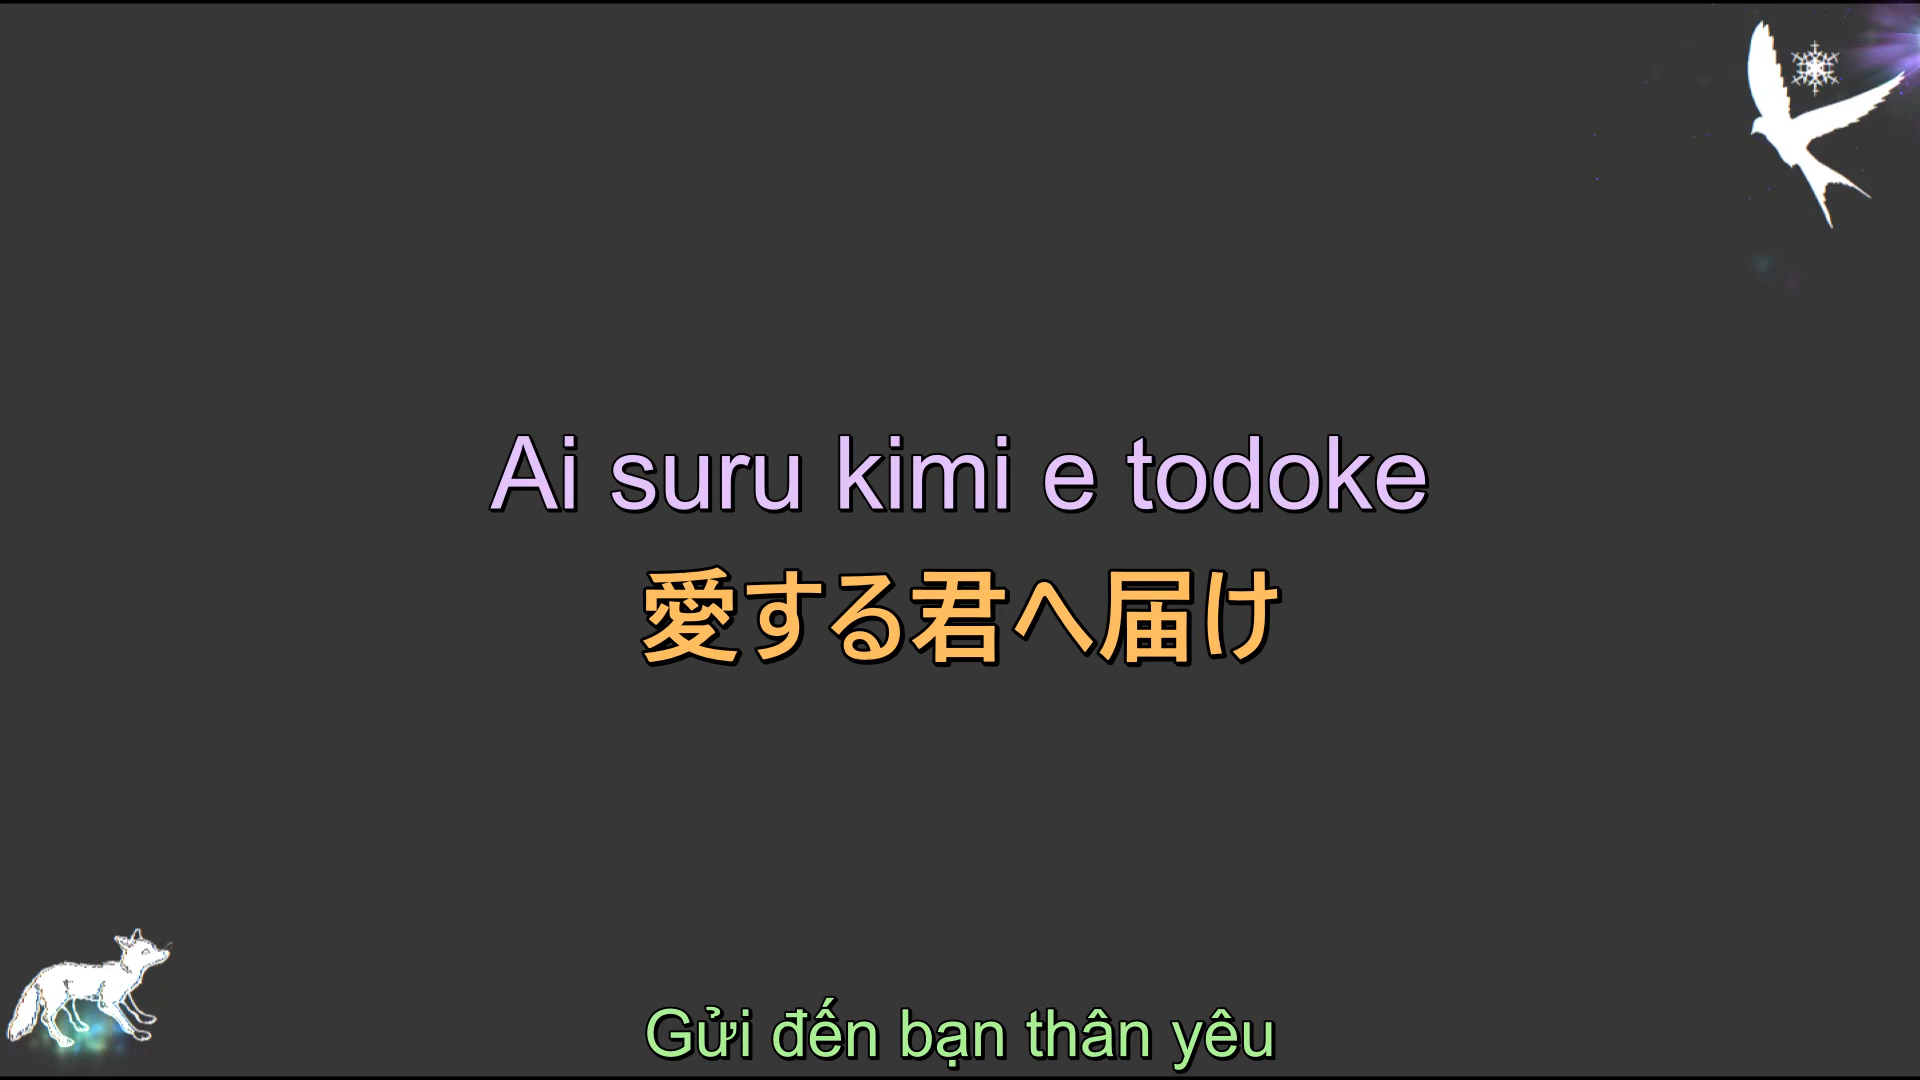 Ai suru kimi e todoke
愛する君へ届け
Gửi đến bạn thân yêu